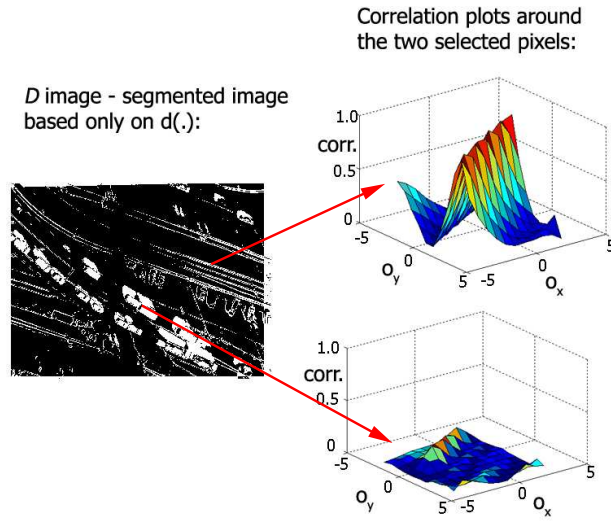 Correlation plots around
the two selected pixels:
D image - segmented image
based only on d(.):
1.0
corr.
0.5
0
-5
0
5
-5
0
5
Oy
Ox
1.0
corr.
0.5
0
-5
0
5
-5
0
5
Oy
Ox